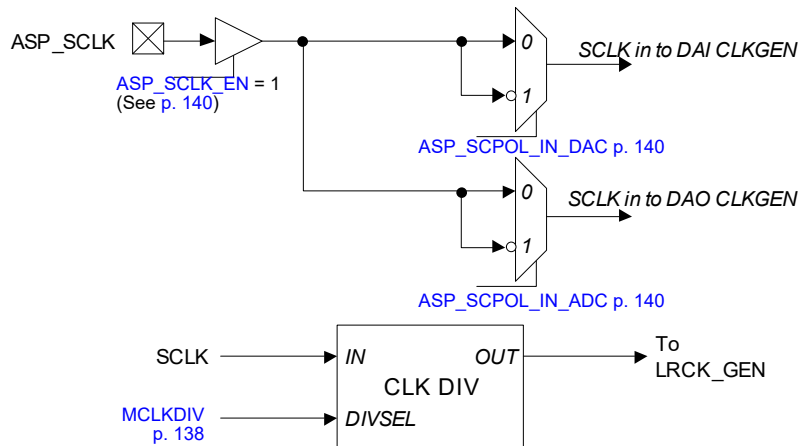 ASP_SCLK
ASP_SCLK_EN = 1
(See p. 140)
0
1
SCLK in to DAI CLKGEN
ASP_SCPOL_IN_DAC p. 140
0
1
SCLK in to DAO CLKGEN
ASP_SCPOL_IN_ADC p. 140
SCLK
IN
OUT
To
LRCK_GEN
CLK DIV
MCLKDIV
p. 138
DIVSEL